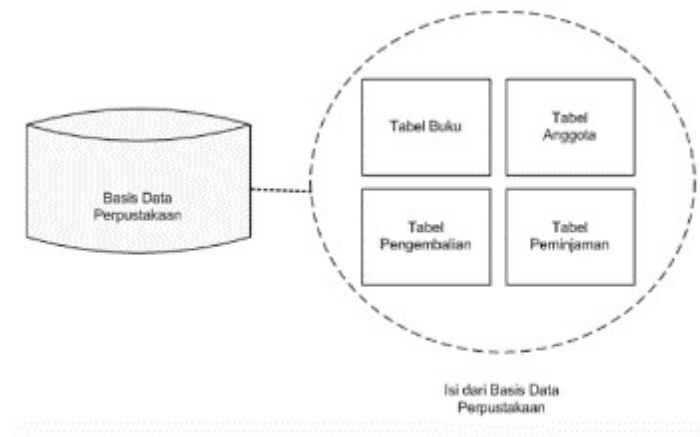 Basis Data
Perpustakaan
Tabel Buku
Tabel
Anggota
Tabel
Pengembalian
Tabel
Peminjaman
Isi dari Basis Data
Perpustakaan